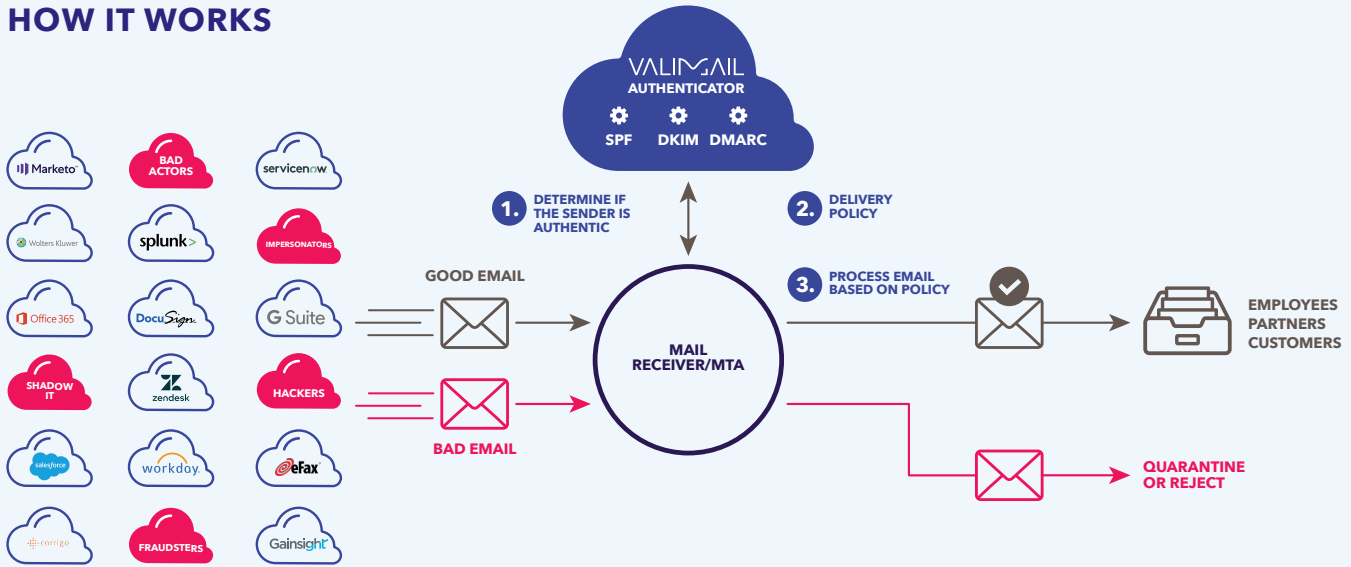 HOW IT WORKS
VALIMAIL
AUTHENTICATOR
SPF DKIM DMARC
Marketo
BAD
ACTORS
servicenow
Wolters Kluwer
splunk>
IMPERSONATORS
Office 365
DocuSign
G Suite
SHADOW
IT
zendesk
HACKERS
salesforce
workday.
eFax
corrigo
FRAUDSTERS
Gainsight
1. DETERMINE IF
THE SENDER IS
AUTHENTIC
2. DELIVERY
POLICY
GOOD EMAIL
3. PROCESS EMAIL
BASED ON POLICY
MAIL
RECEIVER/MTA
EMPLOYEES
PARTNERS
CUSTOMERS
BAD EMAIL
QUARANTINE
OR REJECT